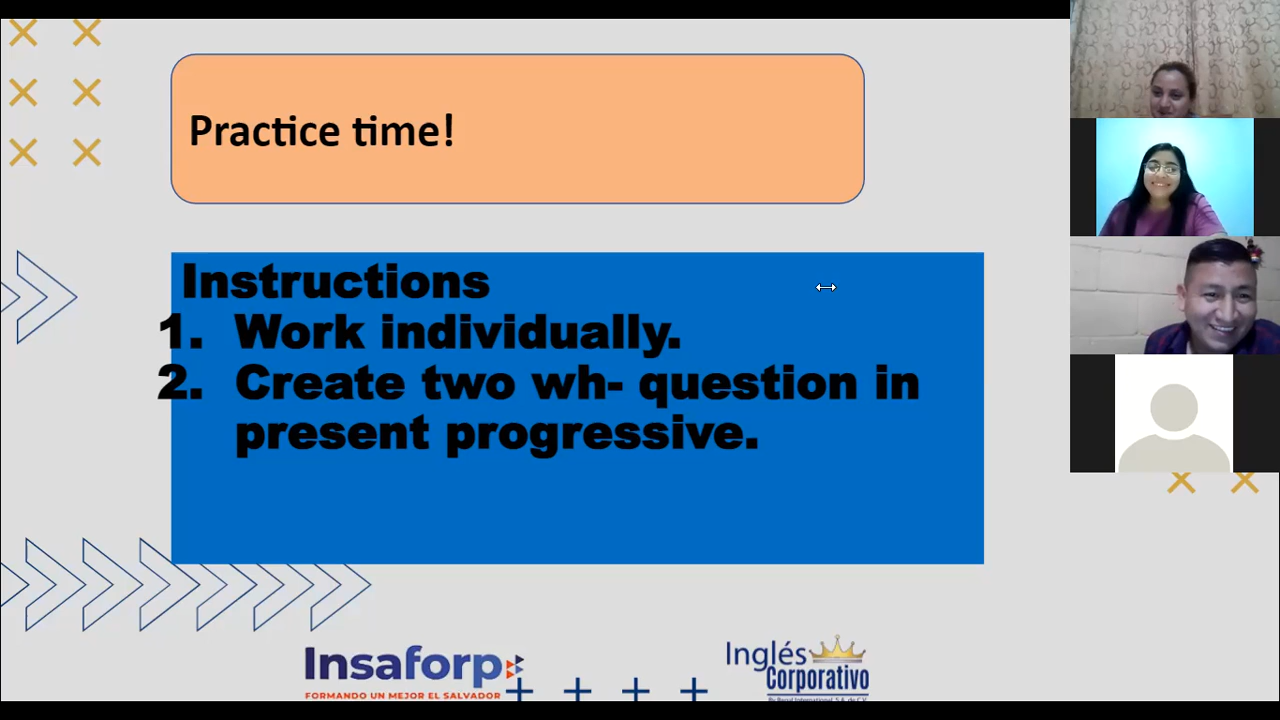 Practice time!
Instructions
1. Work individually.
2. Create two wh- question in
present progressive.
Insaforp
FORMANDO UN MEJOR EL SALVADOR
Inglés
Corporativo